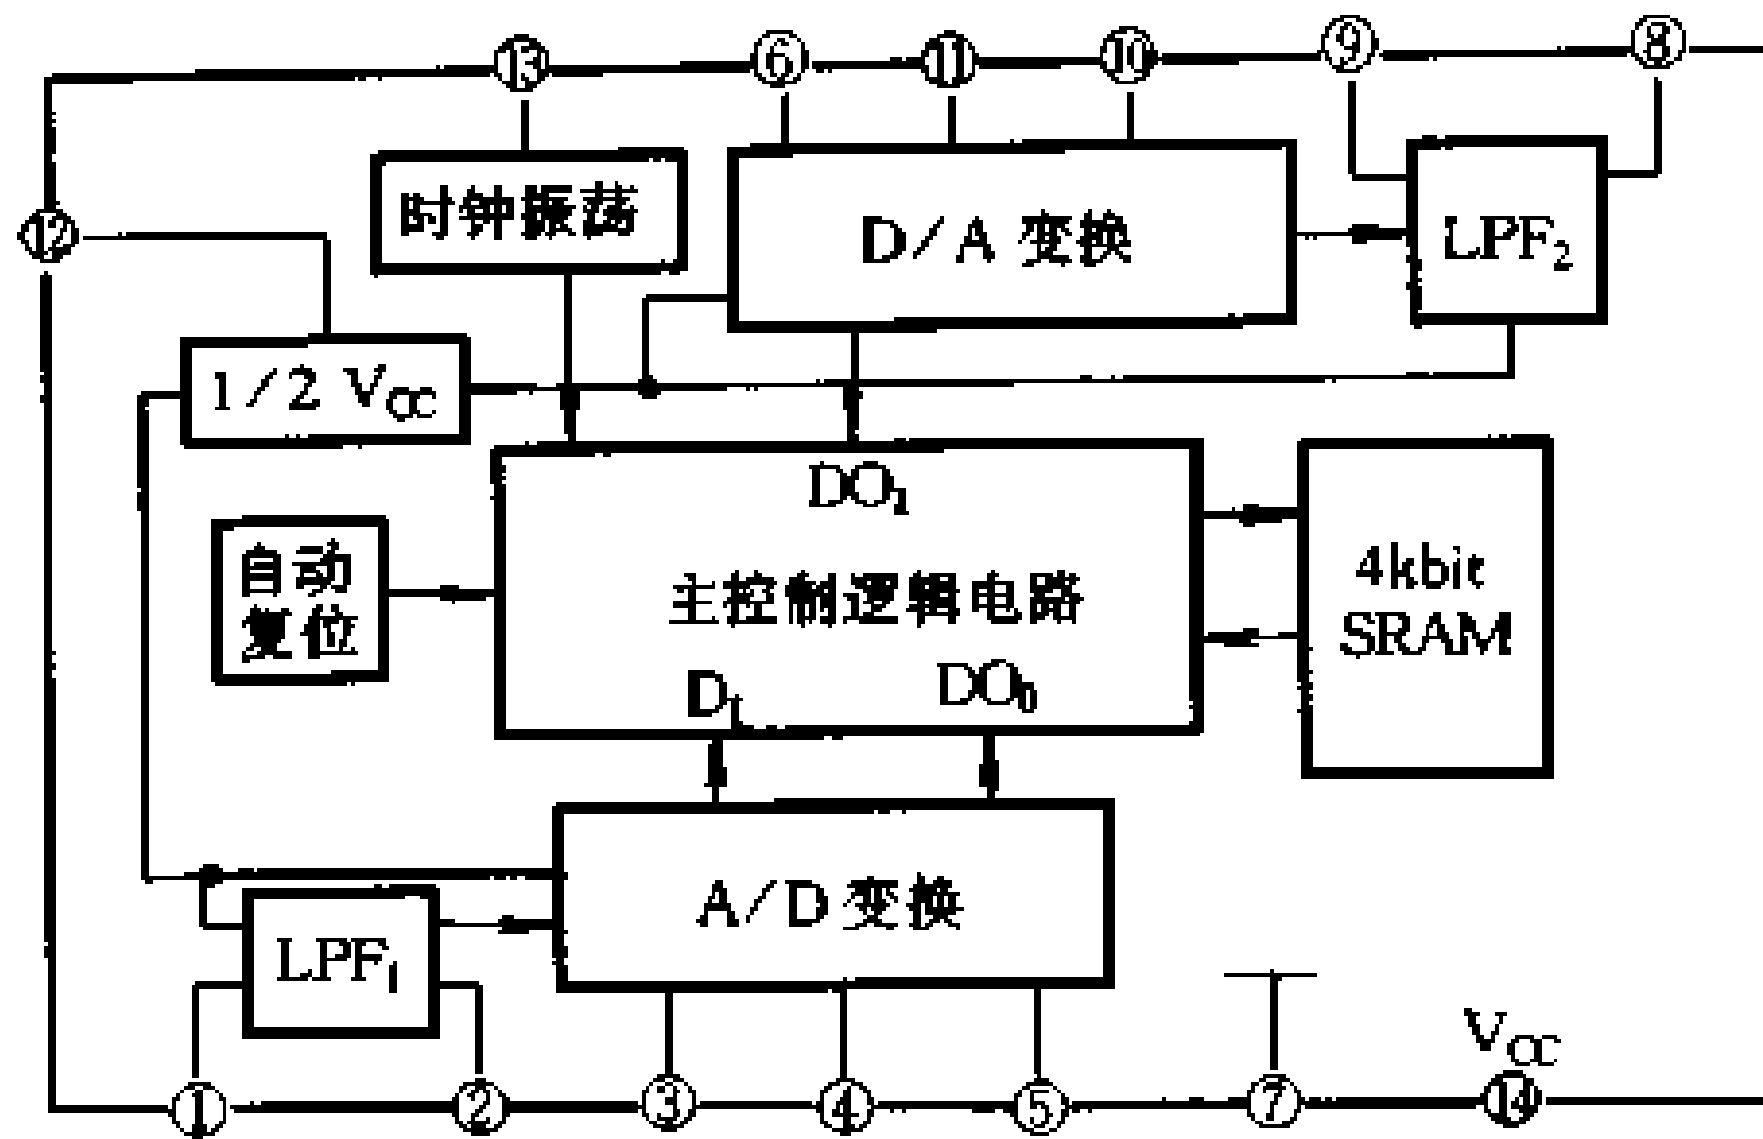 ⑬ ⑥ ⑪ ⑩ ⑨ ⑧
时钟振荡
D/A 变换
LPF₂
⑫
1/2 V_CC
DO₁
自动
复位
主控制逻辑电路
4kbit
SRAM
D_I
DO₀
A/D 变换
LPF₁
V_CC
① ② ③ ④ ⑤ ⑦ ⑭